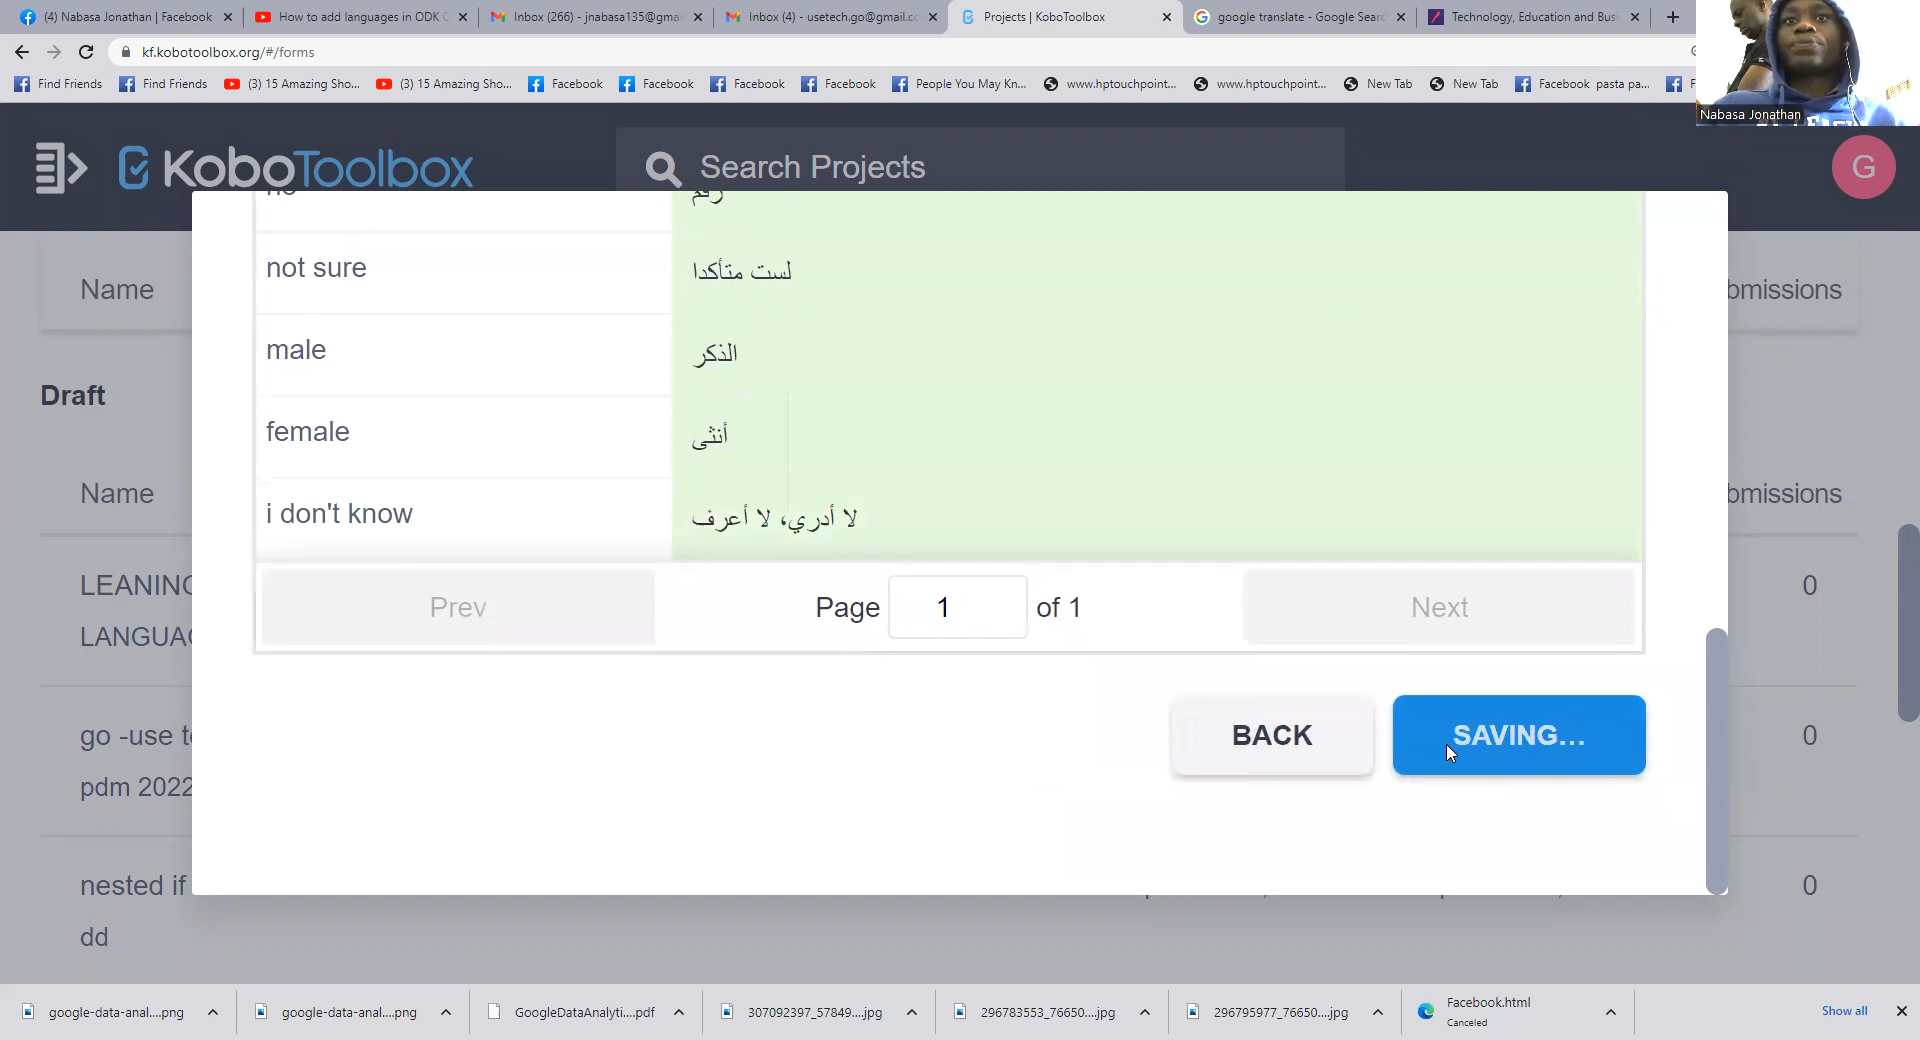 (4) Nabasa Jonathan | Facebook
How to add languages in ODK C
Inbox (266) - jnabasa135@gma
Inbox (4) - usetech.go@gmail.co
Projects | KoboToolbox
google translate - Google Searc
Technology, Education and Busi
kf.kobotoolbox.org/#/forms
Find Friends
Find Friends
(3) 15 Amazing Sho...
(3) 15 Amazing Sho...
Facebook
Facebook
Facebook
Facebook
People You May Kn...
www.hptouchpoint...
www.hptouchpoint...
New Tab
New Tab
Facebook pasta pa...
Nabasa Jonathan
KoboToolbox
Search Projects
G
no
رقم
not sure
لست متأكدا
male
الذكر
female
أنثى
i don't know
لا أدري، لا أعرف
Prev
Page 1 of 1
Next
BACK
SAVING...
Name
bmissions
Draft
Name
bmissions
LEANING
LANGUAG
0
go -use te
pdm 2022
0
nested if
dd
0
google-data-anal....png
google-data-anal....png
GoogleDataAnalyti....pdf
307092397_57849....jpg
296783553_76650....jpg
296795977_76650....jpg
Facebook.html
Canceled
Show all